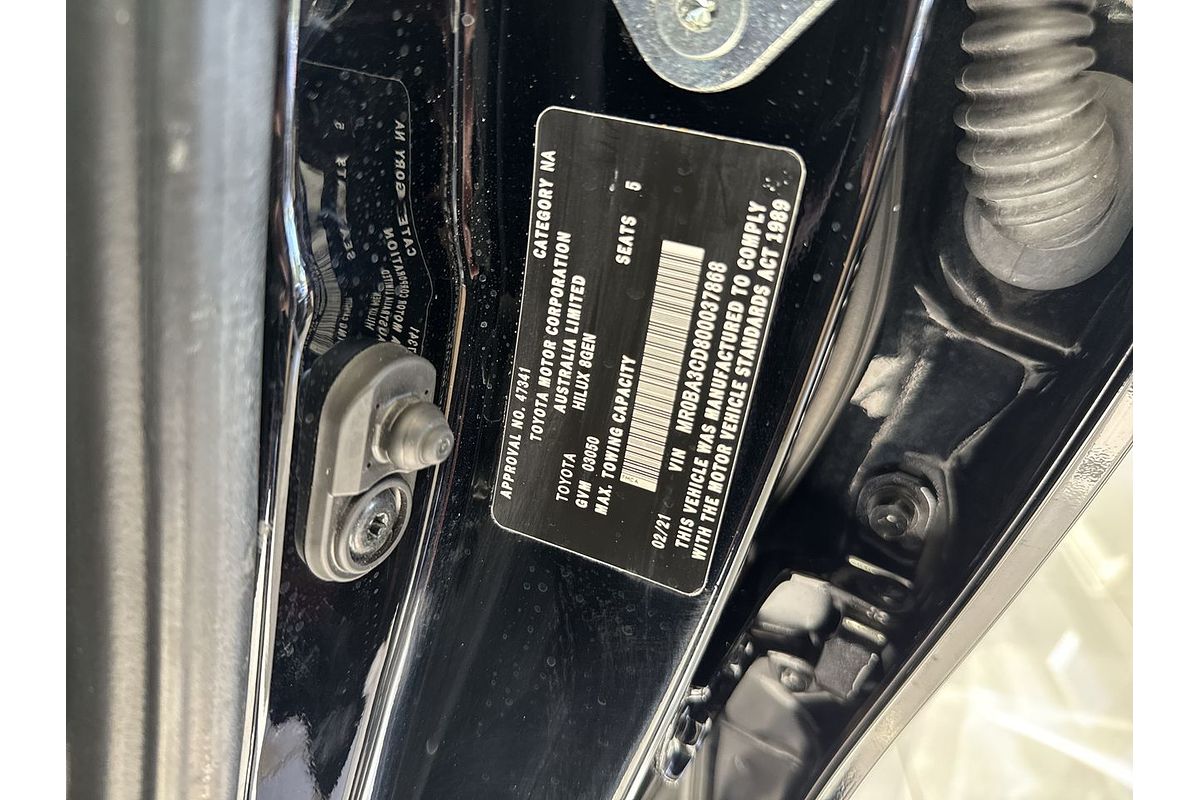 APPROVAL NO. 47341 CATEGORY NA
TOYOTA MOTOR CORPORATION
AUSTRALIA LIMITED
TOYOTA HILUX 8GEN
GVM 03050 SEATS 5
MAX. TOWING CAPACITY
02/21 VIN MR0BA3CD800037868
THIS VEHICLE WAS MANUFACTURED TO COMPLY
WITH THE MOTOR VEHICLE STANDARDS ACT 1989